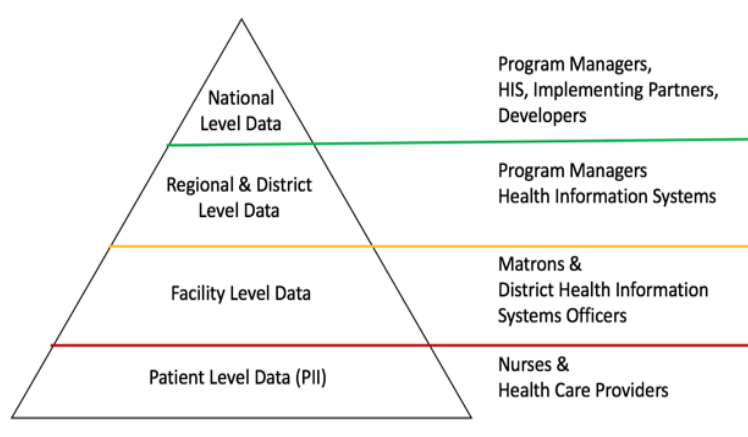 National
Level Data
Program Managers,
HIS, Implementing Partners,
Developers
Regional & District
Level Data
Program Managers
Health Information Systems
Facility Level Data
Matrons &
District Health Information
Systems Officers
Patient Level Data (PII)
Nurses &
Health Care Providers